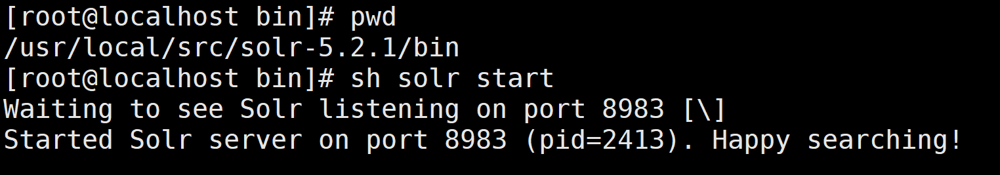 [root@localhost bin]# pwd
/usr/local/src/solr-5.2.1/bin
[root@localhost bin]# sh solr start
Waiting to see Solr listening on port 8983 [\]
Started Solr server on port 8983 (pid=2413). Happy searching!